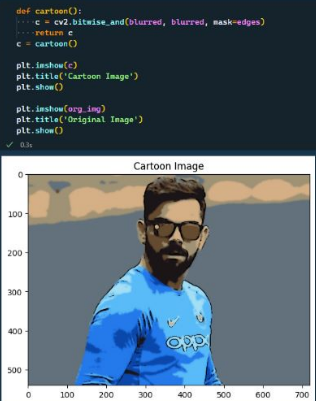 def cartoon():
    c = cv2.bitwise_and(blurred, blurred, mask=edges)
    return c
c = cartoon()
plt.imshow(c)
plt.title('Cartoon Image')
plt.show()
plt.imshow(org_img)
plt.title('Original Image')
plt.show()
0.3s
Cartoon Image
0
100
200
300
400
500
oppo
0 100 200 300 400 500 600 700